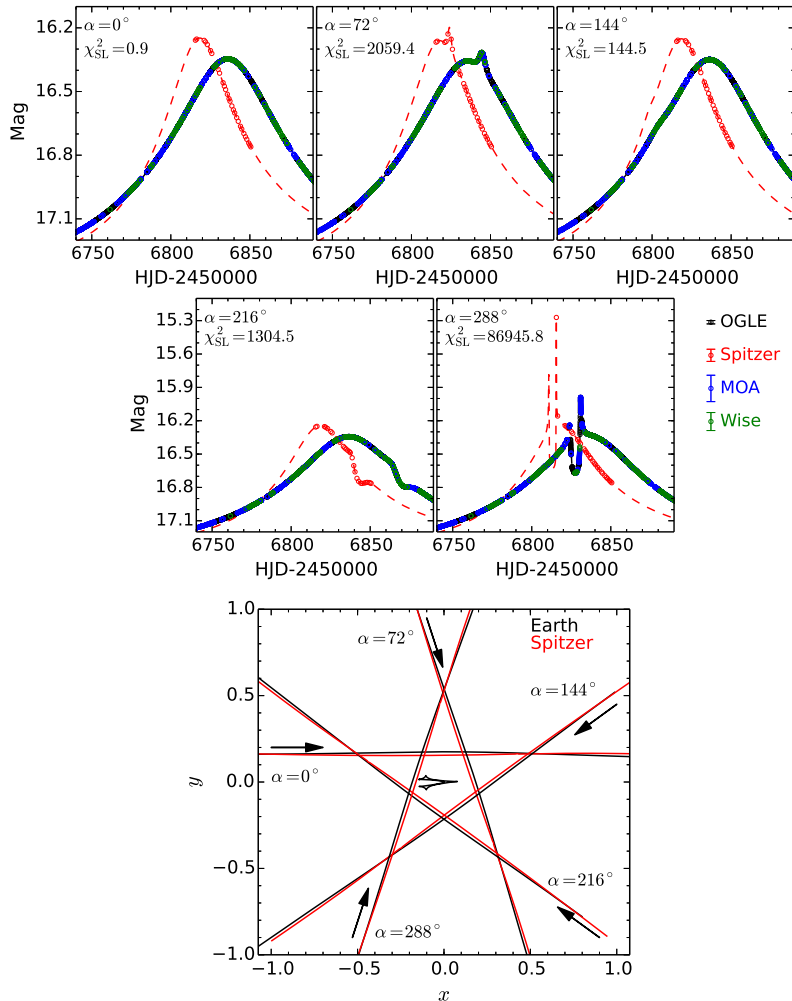 α=0°
χ²SL=0.9
α=72°
χ²SL=2059.4
α=144°
χ²SL=144.5
16.2
16.5
16.8
17.1
Mag
6750 6800 6850 6750 6800 6850 6750 6800 6850
HJD-2450000 HJD-2450000 HJD-2450000
α=216°
χ²SL=1304.5
α=288°
χ²SL=86945.8
15.3
15.6
15.9
16.2
16.5
16.8
17.1
Mag
6750 6800 6850 6750 6800 6850
HJD-2450000 HJD-2450000
OGLE
Spitzer
MOA
Wise
1.0
0.5
0.0
−0.5
−1.0
y
Earth
Spitzer
α=72°
α=144°
α=0°
α=216°
α=288°
−1.0 −0.5 0.0 0.5 1.0
x